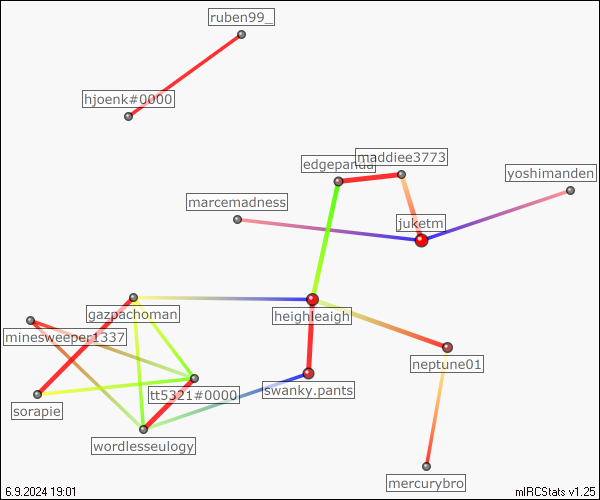 ruben99_
hjoenk#0000
edgepanda
maddiee3773
yoshimanden
marcemadness
juketm
gazpachoman
heighleaigh
minesweeper1337
neptune01
tt5321#0000
swanky.pants
sorapie
wordlesseulogy
mercurybro
6.9.2024 19:01
mIRCStats v1.25